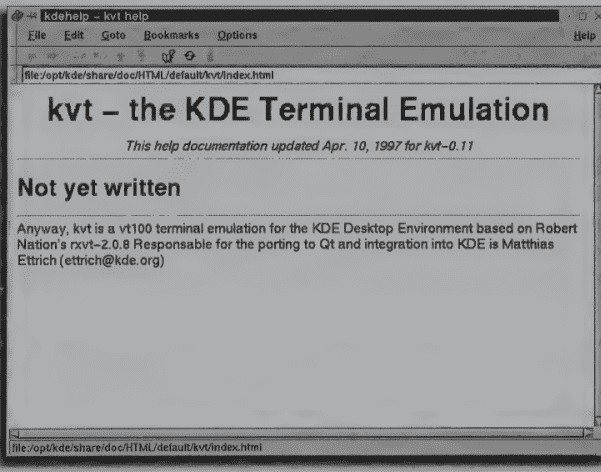 kdehelp - kvt help
File Edit Goto Bookmarks Options Help
file:/opt/kde/share/doc/HTML/default/kvt/index.html
kvt - the KDE Terminal Emulation
This help documentation updated Apr. 10, 1997 for kvt-0.11
Not yet written
Anyway, kvt is a vt100 terminal emulation for the KDE Desktop Environment based on Robert
Nation's rxvt-2.0.8 Responsable for the porting to Qt and integration into KDE is Matthias
Ettrich (ettrich@kde.org)
file:/opt/kde/share/doc/HTML/default/kvt/index.html